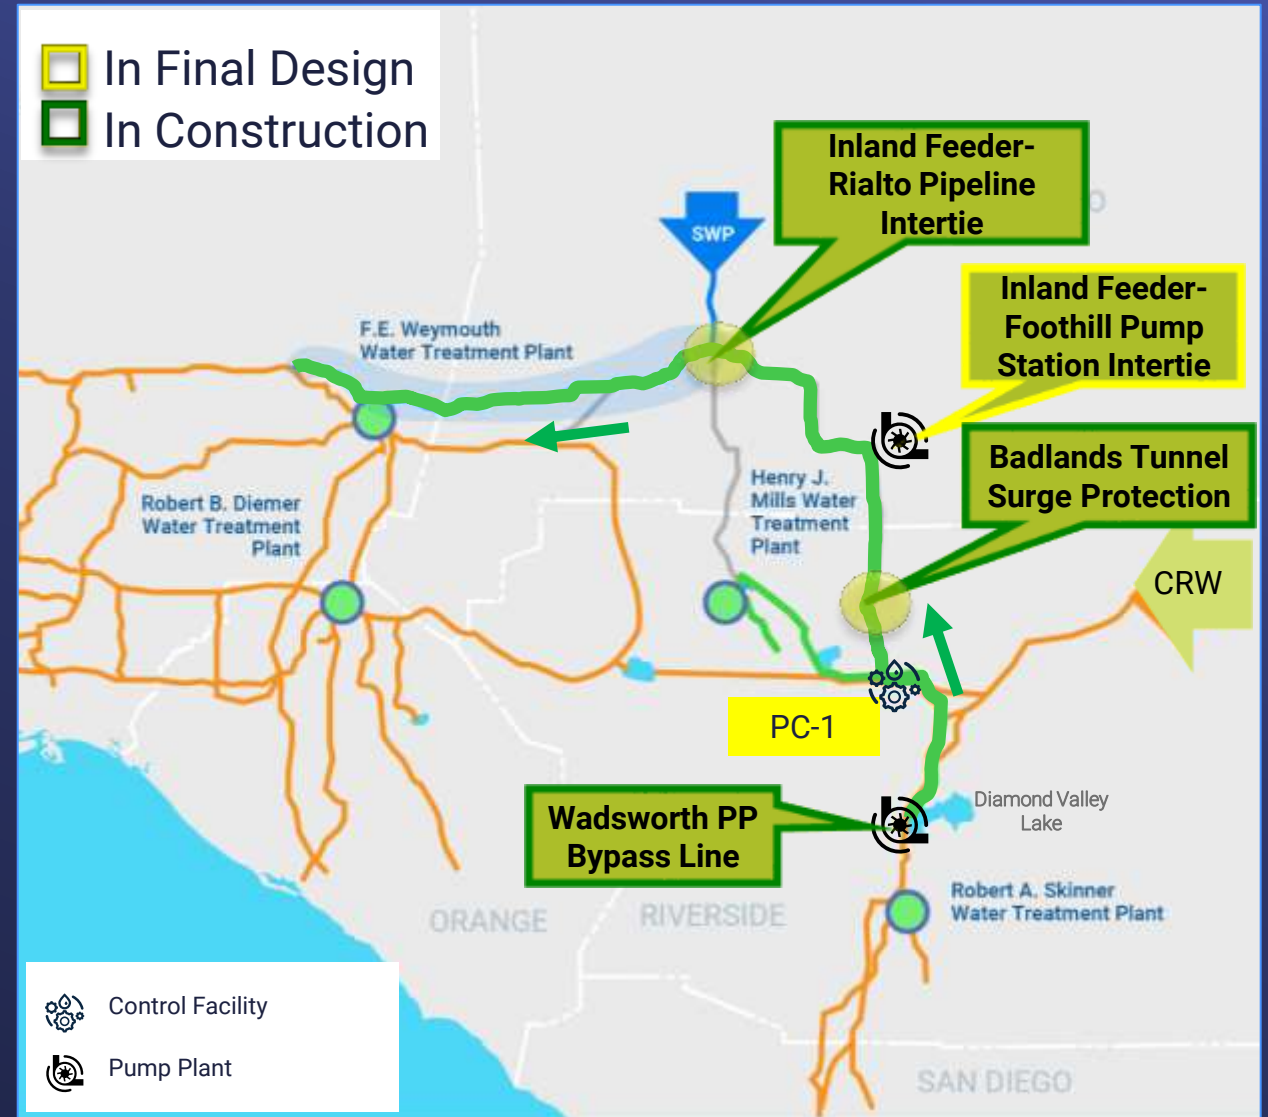 In Final Design
In Construction
Inland Feeder-
Rialto Pipeline
Intertie
SWP
Inland Feeder-
Foothill Pump
Station Intertie
F.E. Weymouth
Water Treatment Plant
Badlands Tunnel
Surge Protection
Henry J.
Mills Water
Treatment
Plant
Robert B. Diemer
Water Treatment
Plant
CRW
PC-1
Diamond Valley
Lake
Wadsworth PP
Bypass Line
Robert A. Skinner
Water Treatment Plant
ORANGE
RIVERSIDE
Control Facility
Pump Plant
SAN DIEGO